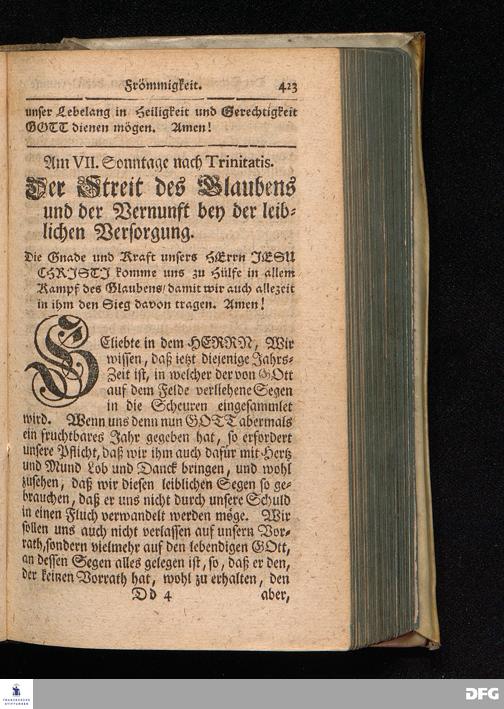 Frömmigkeit. 423
unser Lebelang in Heiligkeit und Gerechtigkeit
GOTT dienen mögen. Amen!
Am VII. Sonntage nach Trinitatis.
Der Streit des Glaubens
und der Vernunft bey der leib-
lichen Versorgung.
Die Gnade und Kraft unsers HErrn JESU
CHRISTI komme uns zu Hülfe in allem
Kampf des Glaubens/ damit wir auch allezeit
in ihm den Sieg davon tragen. Amen!
GEliebte in dem HERRN, Wir
wissen, daß ietzt diejenige Jahrs-
Zeit ist, in welcher der von GOtt
auf dem Felde verliehene Segen
in die Scheuren eingesammlet
wird. Wenn uns denn nun GOTT abermals
ein fruchtbares Jahr gegeben hat, so erfordert
unsere Pflicht, daß wir ihm auch dafür mit Hertz
und Mund Lob und Danck bringen, und wohl
zusehen, daß wir diesen leiblichen Segen so ge-
brauchen, daß er uns nicht durch unsere Schuld
in einen Fluch verwandelt werden möge. Wir
sollen uns auch nicht verlassen auf unsern Vor-
rath, sondern vielmehr auf den lebendigen GOtt,
an dessen Segen alles gelegen ist, so, daß er den,
der keinen Vorrath hat, wohl zu erhalten, den
Dd 4 aber,
FRANCKESCHE
STIFTUNGEN
DFG